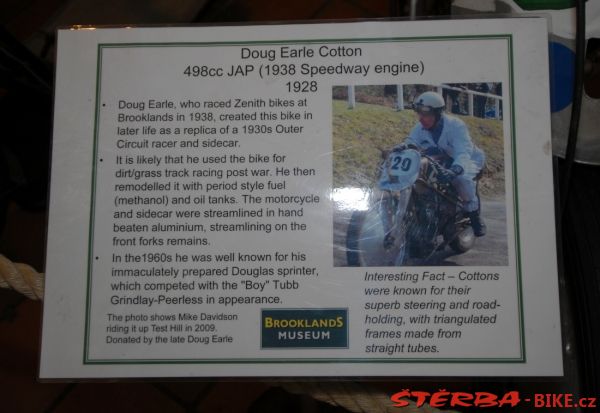 Doug Earle Cotton
498cc JAP (1938 Speedway engine)
1928
• Doug Earle, who raced Zenith bikes at
Brooklands in 1938, created this bike in
later life as a replica of a 1930s Outer
Circuit racer and sidecar.
• It is likely that he used the bike for
dirt/grass track racing post war. He then
remodelled it with period style fuel
(methanol) and oil tanks. The motorcycle
and sidecar were streamlined in hand
beaten aluminium, streamlining on the
front forks remains.
• In the1960s he was well known for his
immaculately prepared Douglas sprinter,
which competed with the "Boy" Tubb
Grindlay-Peerless in appearance.
The photo shows Mike Davidson
riding it up Test Hill in 2009.
Donated by the late Doug Earle
BROOKLANDS
MUSEUM
29
Interesting Fact – Cottons
were known for their
superb steering and road-
holding, with triangulated
frames made from
straight tubes.
ŠTĚRBA-BIKE.cz